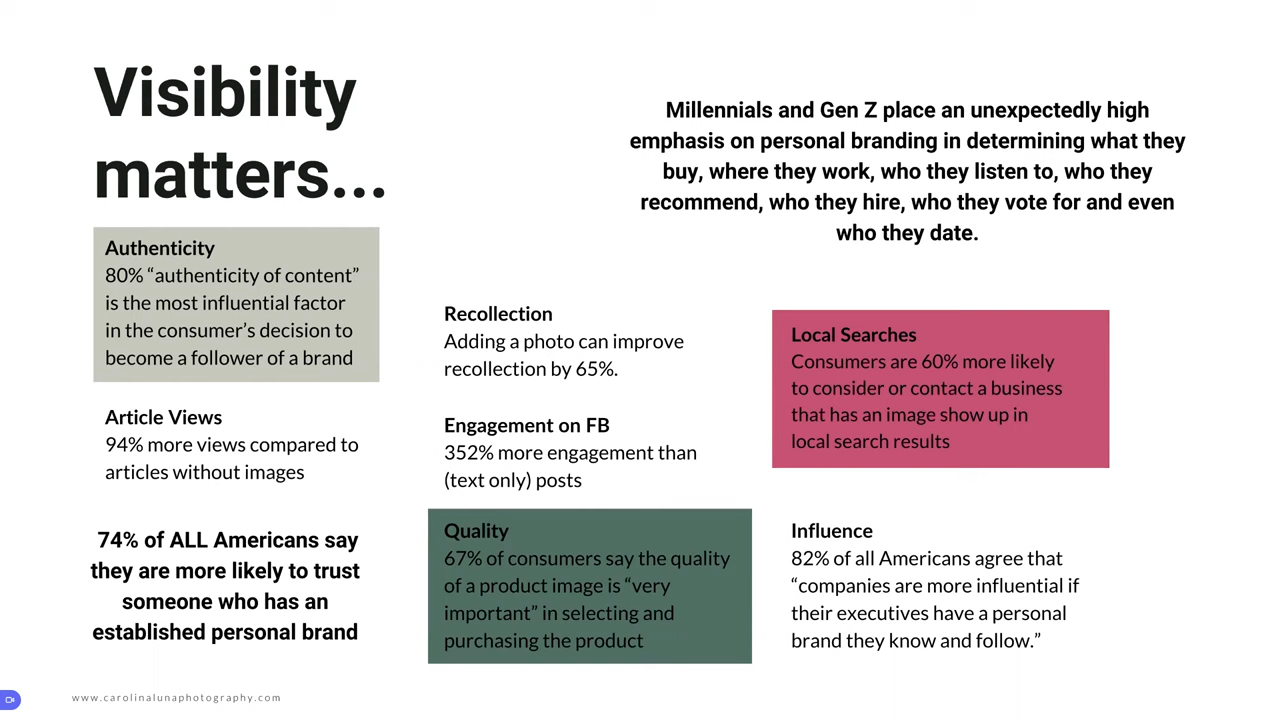 Visibility
matters...
Millennials and Gen Z place an unexpectedly high
emphasis on personal branding in determining what they
buy, where they work, who they listen to, who they
recommend, who they hire, who they vote for and even
who they date.
Authenticity
80% “authenticity of content”
is the most influential factor
in the consumer’s decision to
become a follower of a brand
Article Views
94% more views compared to
articles without images
74% of ALL Americans say
they are more likely to trust
someone who has an
established personal brand
Recollection
Adding a photo can improve
recollection by 65%.
Engagement on FB
352% more engagement than
(text only) posts
Quality
67% of consumers say the quality
of a product image is “very
important” in selecting and
purchasing the product
Local Searches
Consumers are 60% more likely
to consider or contact a business
that has an image show up in
local search results
Influence
82% of all Americans agree that
“companies are more influential if
their executives have a personal
brand they know and follow.”
www.carolinalunaphotography.com